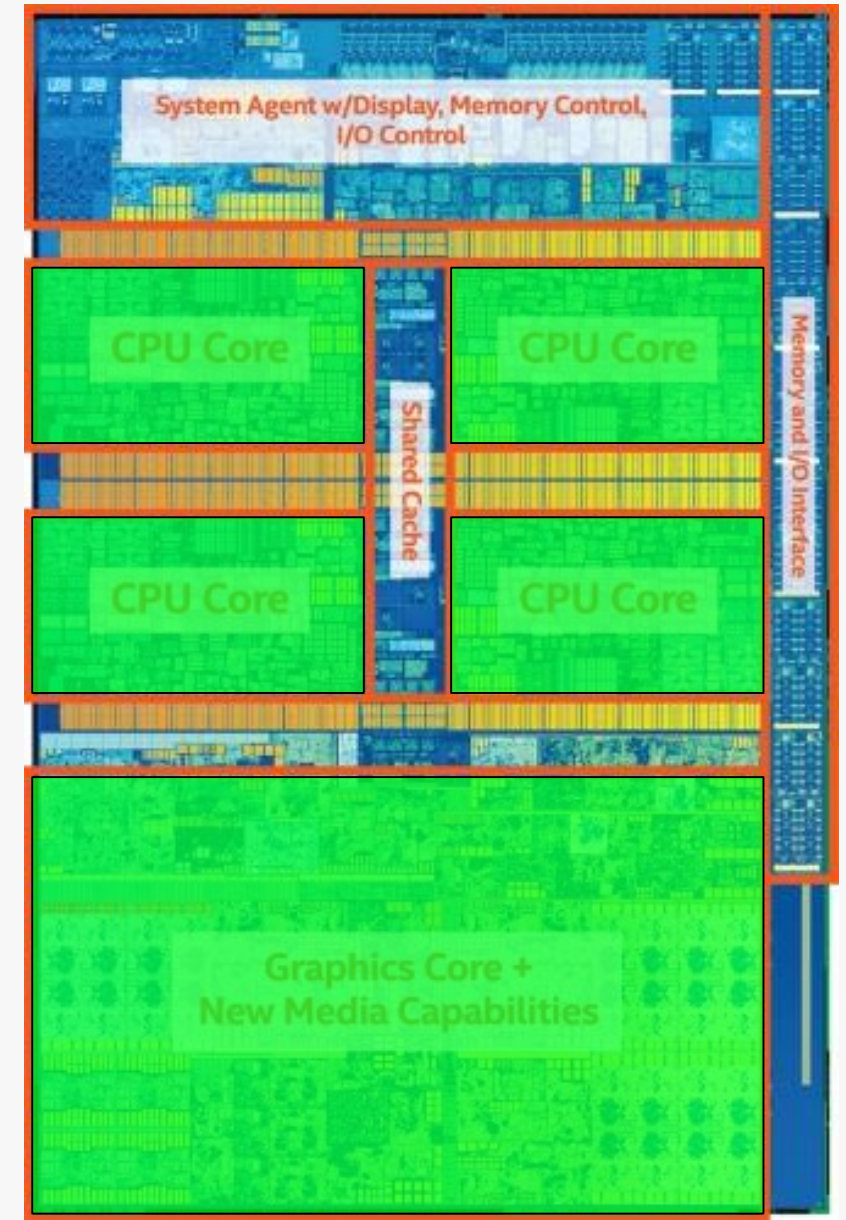 System Agent w/Display, Memory Control,
I/O Control
CPU Core
CPU Core
Shared Cache
Memory and I/O Interface
CPU Core
CPU Core
Graphics Core +
New Media Capabilities